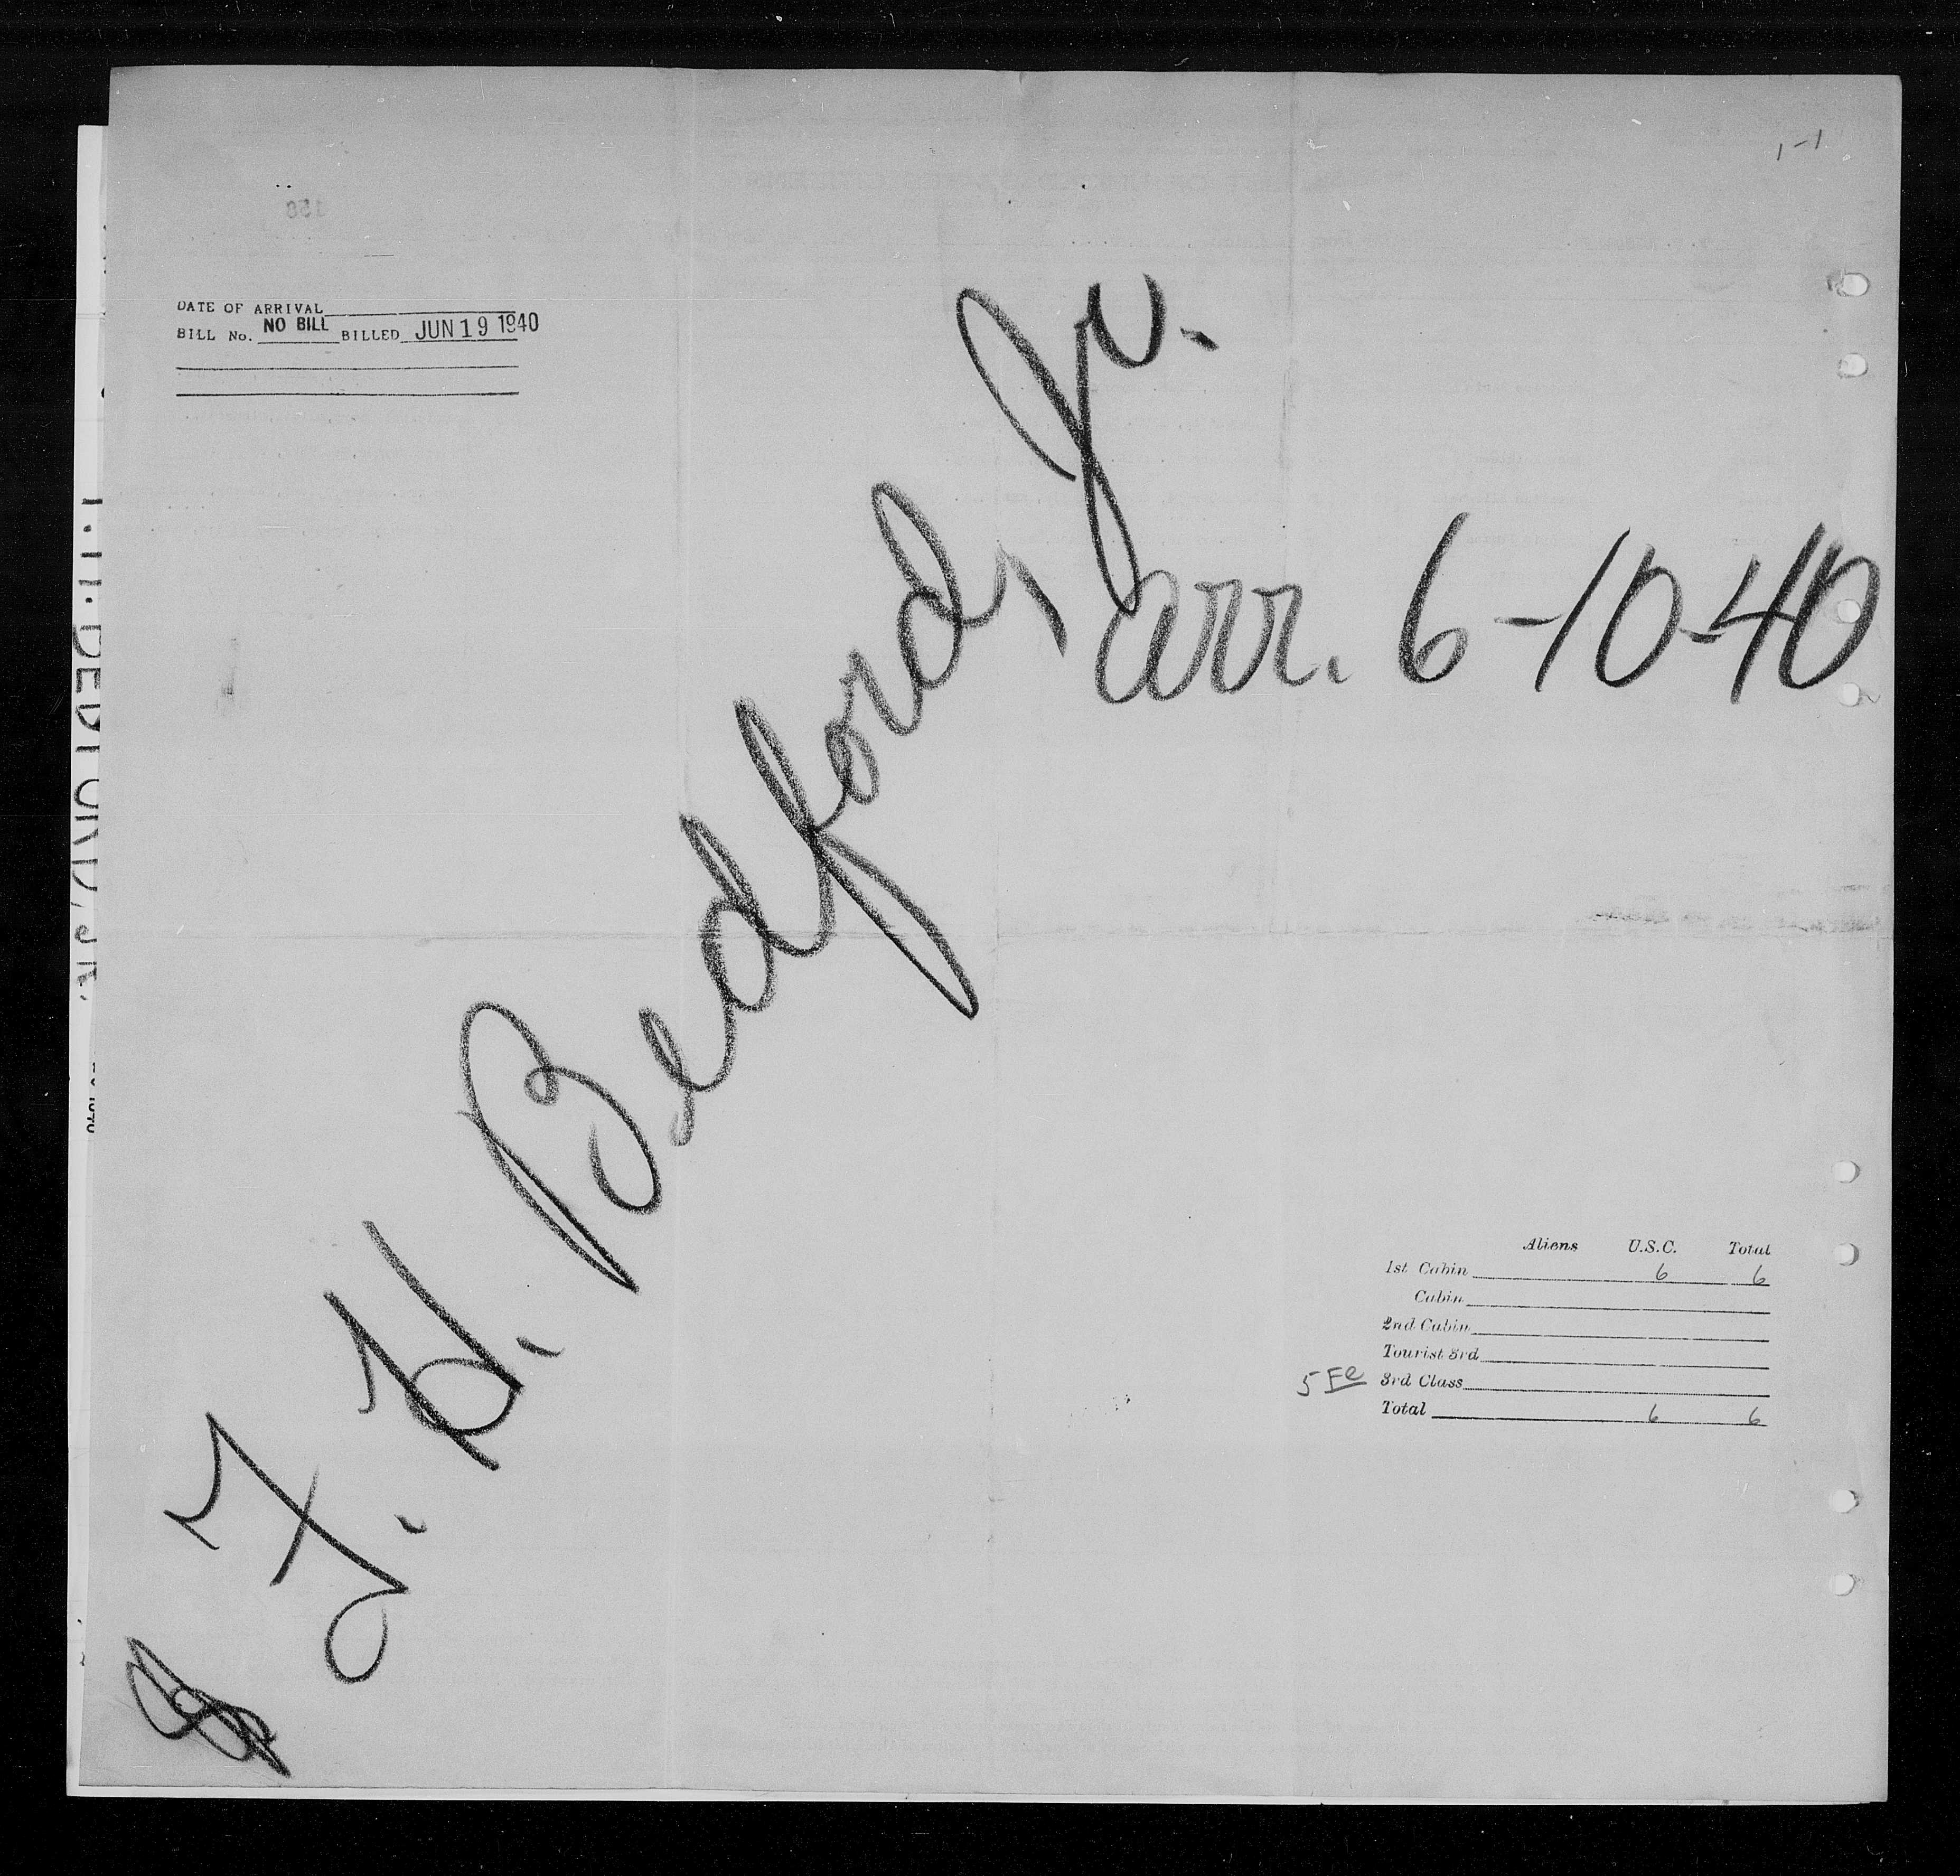 1-1
DATE OF ARRIVAL
BILL No. NO BILL BILLED JUN 19 1940
F. H. Bedford, Jr.
arr. 6-10-40
Aliens U.S.C. Total
1st Cabin 6 6
Cabin
2nd Cabin
Tourist 3rd
5 Fe 3rd Class
Total 6 6